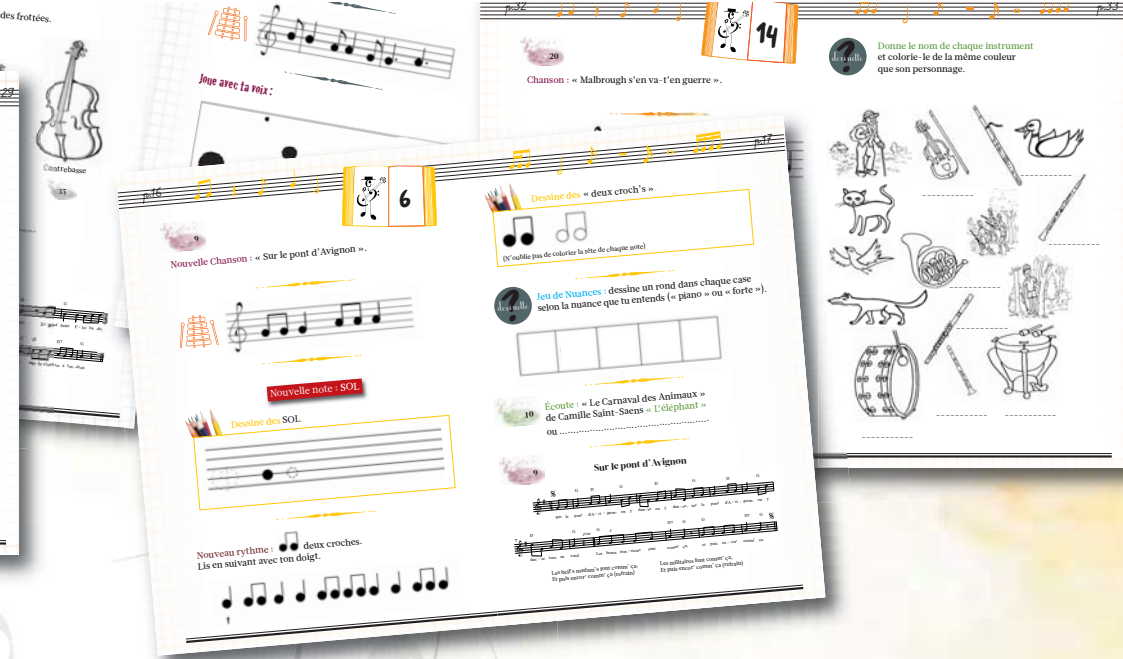 des frottées.
29
Contrebasse
35
Joue avec ta voix :
p.32
14
p.33
20
Chanson : « Malbrough s'en va-t'en guerre ».
devinette
Donne le nom de chaque instrument
et colorie-le de la même couleur
que son personnage.
p.16
6
p.17
9
Nouvelle Chanson : « Sur le pont d'Avignon ».
Nouvelle note : SOL
Dessine des SOL
Nouveau rythme : deux croches.
Lis en suivant avec ton doigt.
Dessine des « deux croch's »
(N'oublie pas de colorier la tête de chaque note)
devinette
Jeu de Nuances : dessine un rond dans chaque case
selon la nuance que tu entends (« piano » ou « forte »).
10
Écoute : « Le Carnaval des Animaux »
de Camille Saint-Saens « L'éléphant »
ou
9
Sur le pont d'Avignon
Les bell's madam's font comm' ça,
Et puis encor' comm' ça (refrain)
Les militaires font comm' ça,
Et puis encor' comm' ça (refrain)